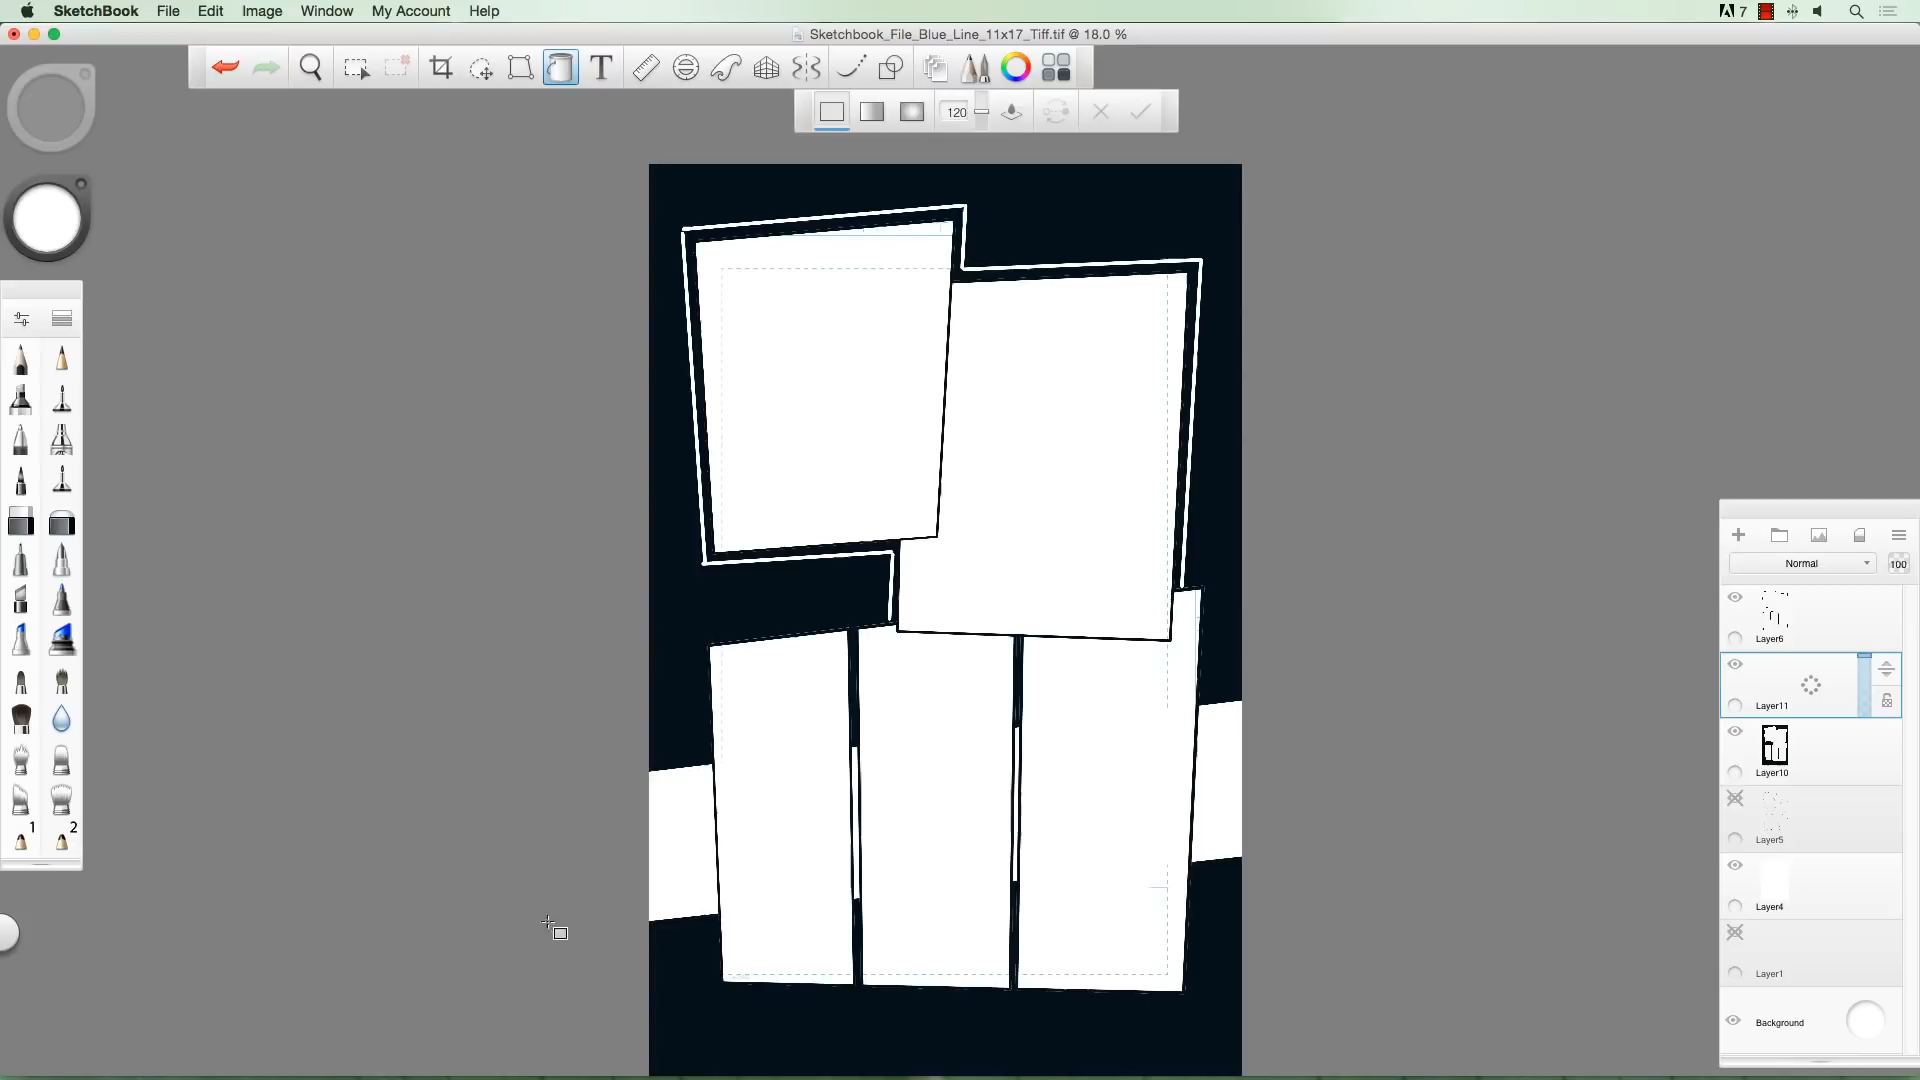 SketchBook File Edit Image Window My Account Help
7
Sketchbook_File_Blue_Line_11x17_Tiff.tif @ 18.0 %
T
120
1 2
Normal 100
Layer6
Layer11
Layer10
Layer5
Layer4
Layer1
Background